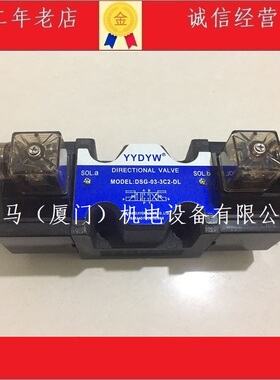 二年老店 金 诚信经营
YYDYW®
DIRECTIONAL VALVE
SOL.a
SOL.b
MODEL:DSG-03-3C2-DL
马（厦门）机电设备有限